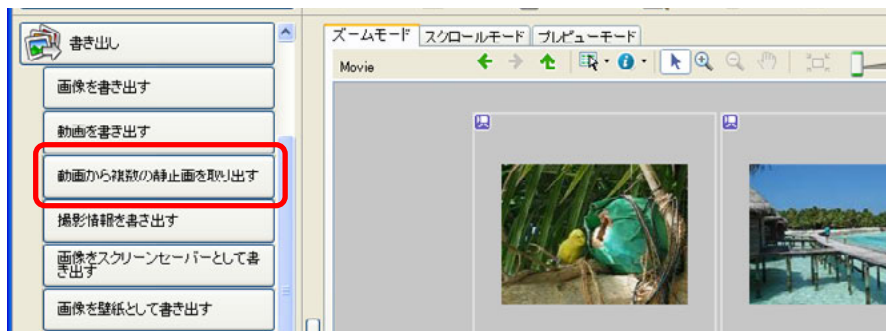 書き出し
画像を書き出す
動画を書き出す
動画から複数の静止画を取り出す
撮影情報を書き出す
画像をスクリーンセーバーとして書
き出す
画像を壁紙として書き出す
ズームモード スクロールモード プレビューモード
Movie